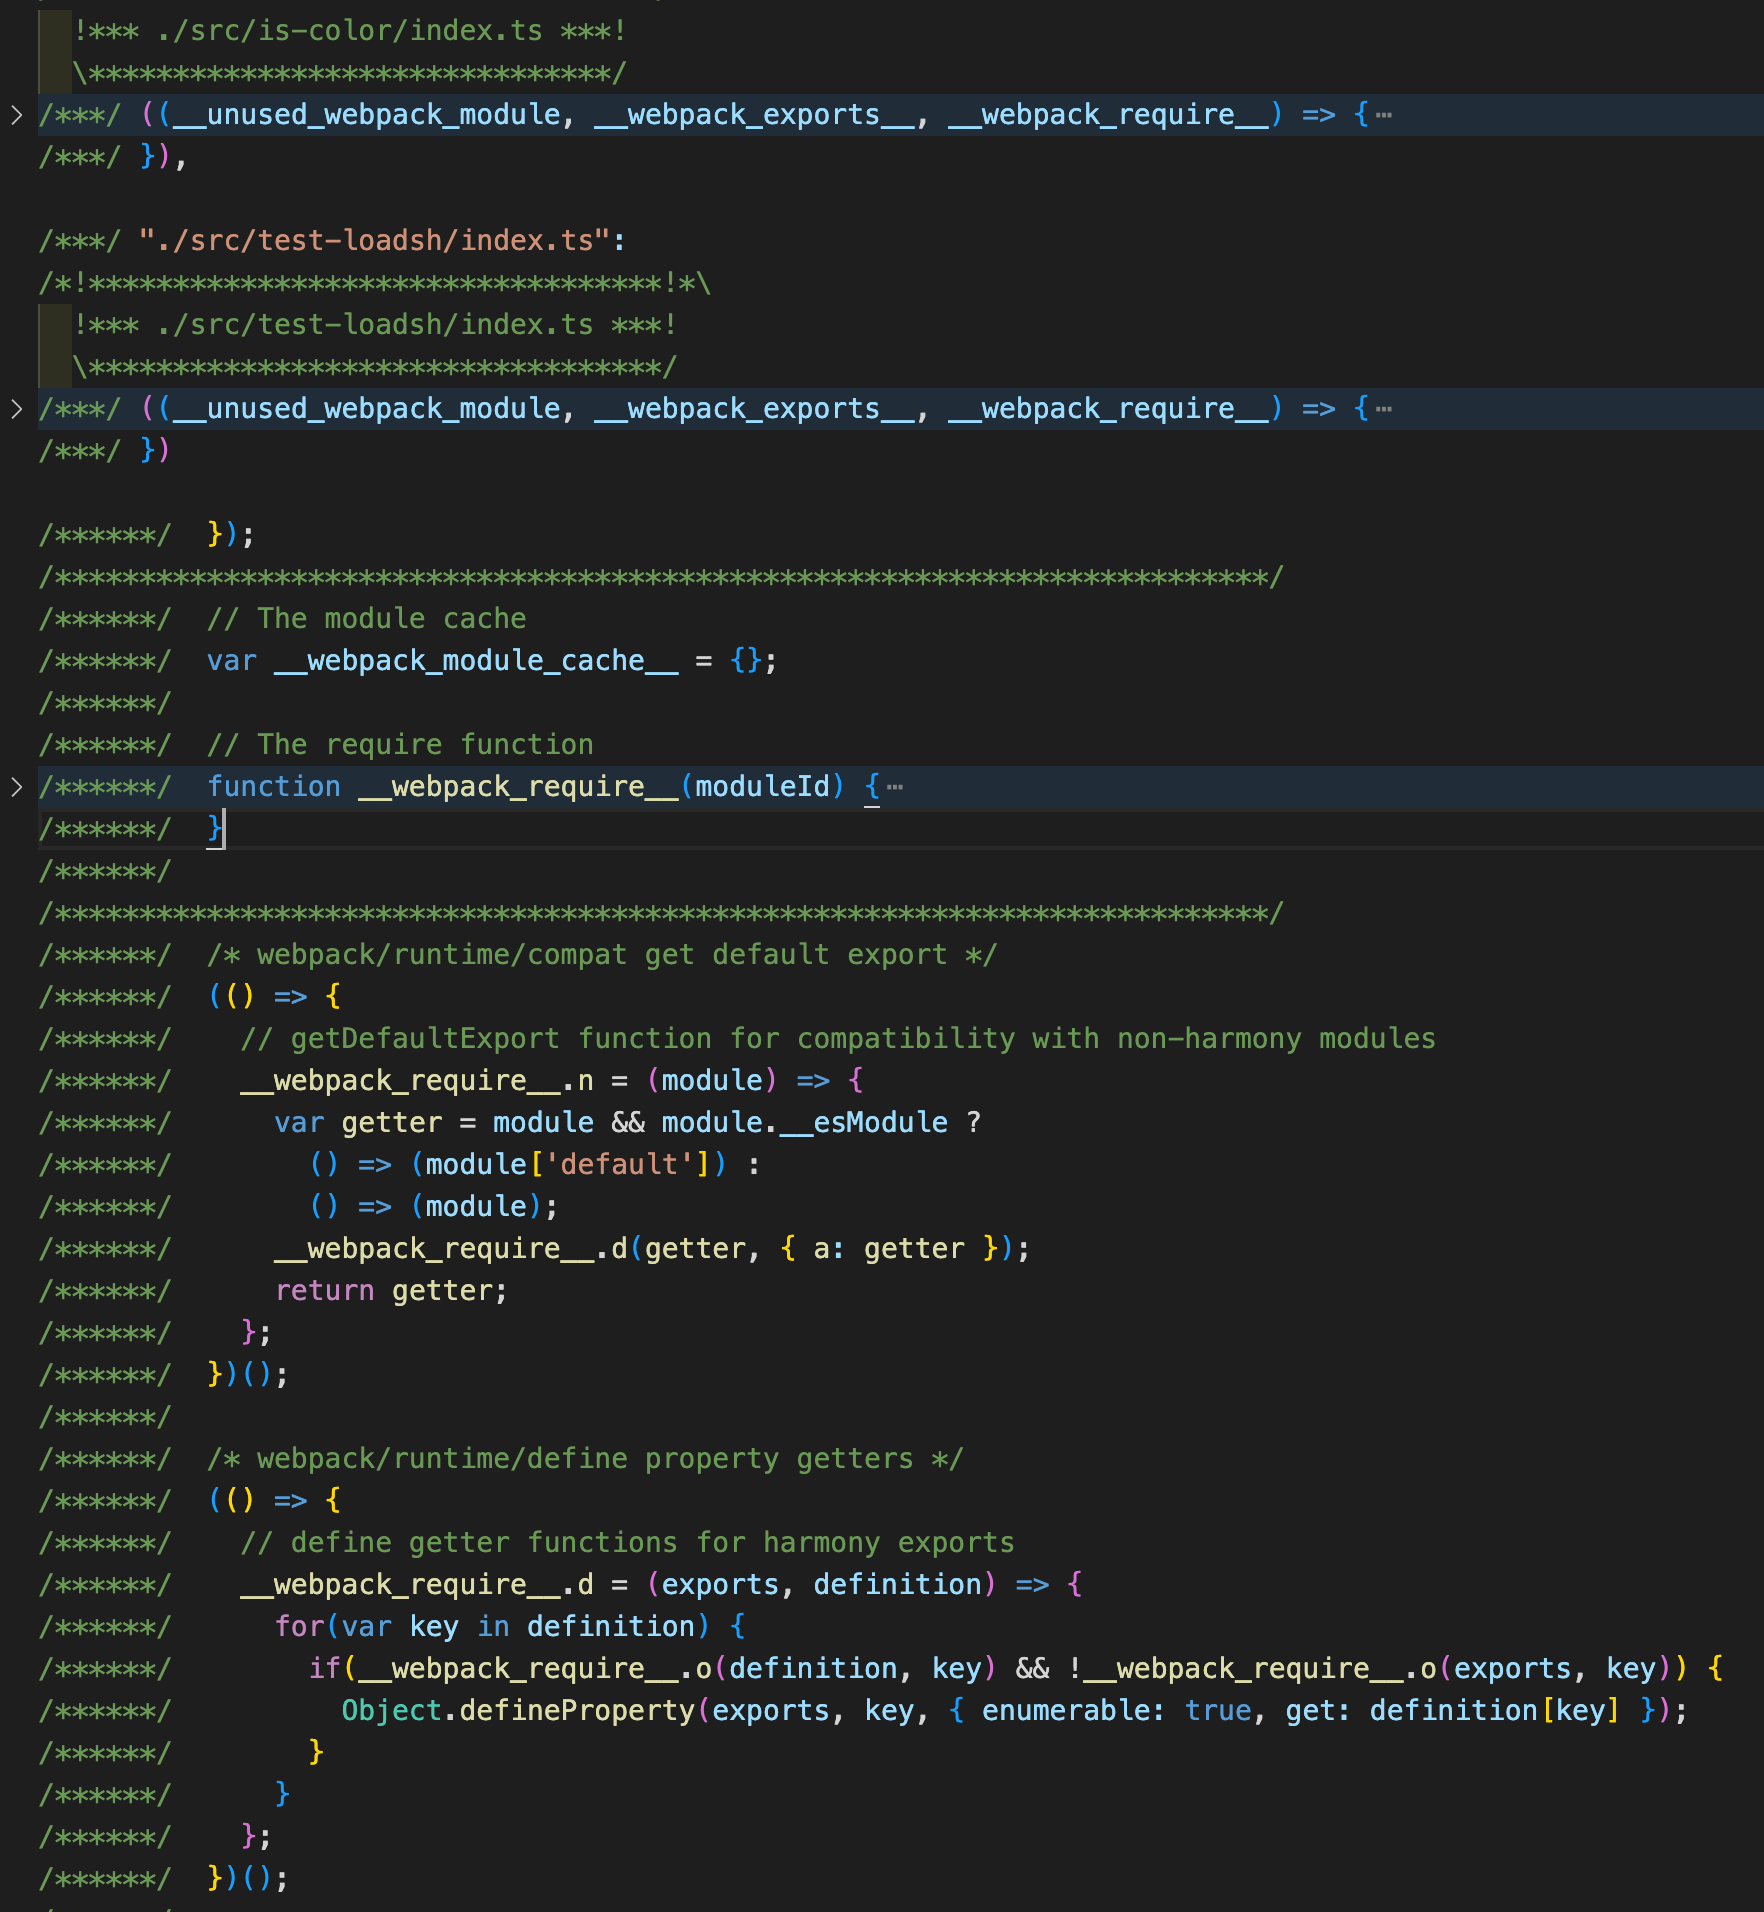 !*** ./src/is-color/index.ts ***!
\*******************************/
/***/ ((__unused_webpack_module, __webpack_exports__, __webpack_require__) => {…
/***/ }),
/***/ "./src/test-loadsh/index.ts":
/*!**********************************!*\
!*** ./src/test-loadsh/index.ts ***!
\**********************************/
/***/ ((__unused_webpack_module, __webpack_exports__, __webpack_require__) => {…
/***/ })
/******/ });
/************************************************************************/
/******/ // The module cache
/******/ var __webpack_module_cache__ = {};
/******/
/******/ // The require function
/******/ function __webpack_require__(moduleId) {…
/******/ }
/******/
/************************************************************************/
/******/ /* webpack/runtime/compat get default export */
/******/ (() => {
/******/ // getDefaultExport function for compatibility with non-harmony modules
/******/ __webpack_require__.n = (module) => {
/******/ var getter = module && module.__esModule ?
/******/ () => (module['default']) :
/******/ () => (module);
/******/ __webpack_require__.d(getter, { a: getter });
/******/ return getter;
/******/ };
/******/ })();
/******/
/******/ /* webpack/runtime/define property getters */
/******/ (() => {
/******/ // define getter functions for harmony exports
/******/ __webpack_require__.d = (exports, definition) => {
/******/ for(var key in definition) {
/******/ if(__webpack_require__.o(definition, key) && !__webpack_require__.o(exports, key)) {
/******/ Object.defineProperty(exports, key, { enumerable: true, get: definition[key] });
/******/ }
/******/ }
/******/ };
/******/ })();